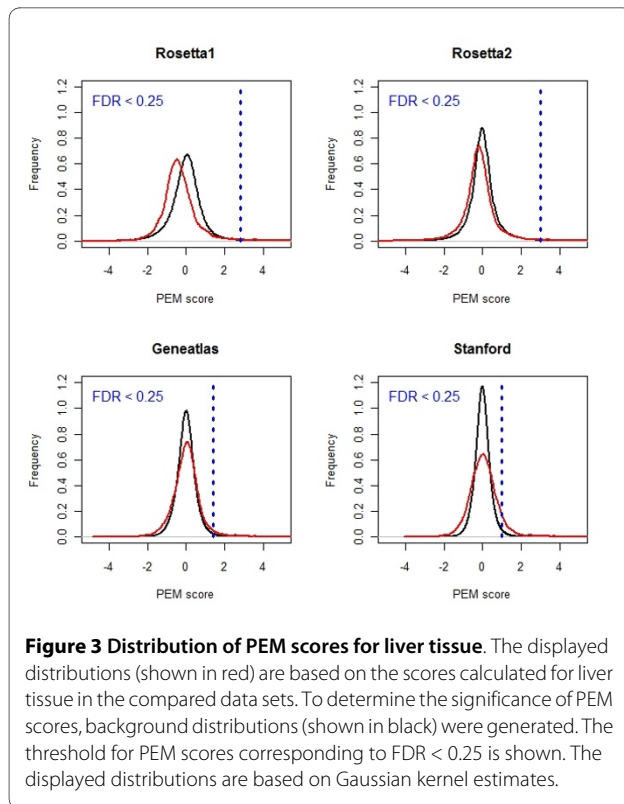 Rosetta1
Rosetta2
FDR < 0.25
FDR < 0.25
Frequency
Frequency
0.0 0.2 0.4 0.6 0.8 1.0 1.2
0.0 0.2 0.4 0.6 0.8 1.0 1.2
-4 -2 0 2 4
-4 -2 0 2 4
PEM score
PEM score
Geneatlas
Stanford
FDR < 0.25
FDR < 0.25
Frequency
Frequency
0.0 0.2 0.4 0.6 0.8 1.0 1.2
0.0 0.2 0.4 0.6 0.8 1.0 1.2
-4 -2 0 2 4
-4 -2 0 2 4
PEM score
PEM score
Figure 3 Distribution of PEM scores for liver tissue. The displayed
distributions (shown in red) are based on the scores calculated for liver
tissue in the compared data sets. To determine the significance of PEM
scores, background distributions (shown in black) were generated. The
threshold for PEM scores corresponding to FDR < 0.25 is shown. The
displayed distributions are based on Gaussian kernel estimates.